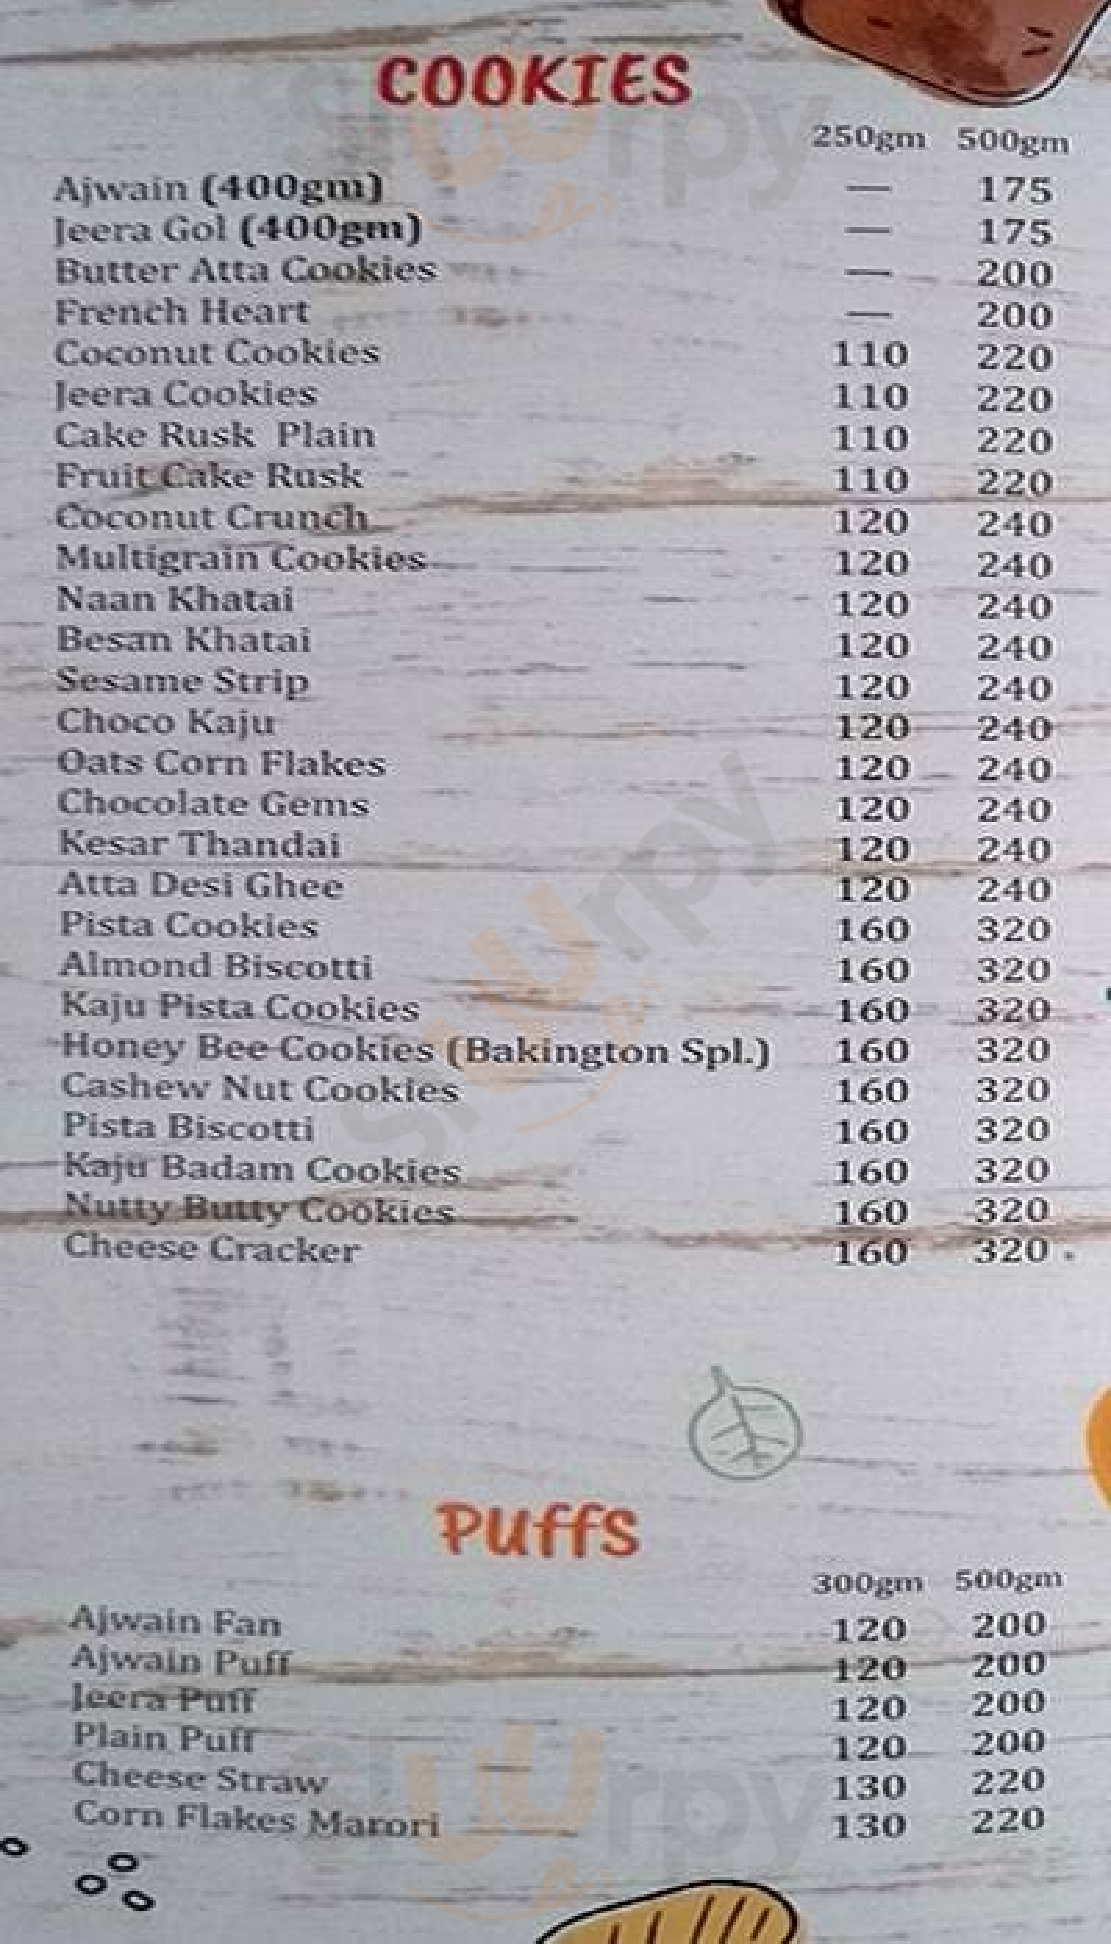 COOKIES
250gm 500gm
Ajwain (400gm) — 175
Jeera Gol (400gm) — 175
Butter Atta Cookies — 200
French Heart — 200
Coconut Cookies 110 220
Jeera Cookies 110 220
Cake Rusk Plain 110 220
Fruit Cake Rusk 110 220
Coconut Crunch 120 240
Multigrain Cookies 120 240
Naan Khatai 120 240
Besan Khatai 120 240
Sesame Strip 120 240
Choco Kaju 120 240
Oats Corn Flakes 120 240
Chocolate Gems 120 240
Kesar Thandai 120 240
Atta Desi Ghee 120 240
Pista Cookies 160 320
Almond Biscotti 160 320
Kaju Pista Cookies 160 320
Honey Bee Cookies (Bakington Spl.) 160 320
Cashew Nut Cookies 160 320
Pista Biscotti 160 320
Kaju Badam Cookies 160 320
Nutty Butty Cookies 160 320
Cheese Cracker 160 320
Puffs
300gm 500gm
Ajwain Fan 120 200
Ajwain Puff 120 200
Jeera Puff 120 200
Plain Puff 120 200
Cheese Straw 130 220
Corn Flakes Marori 130 220
Slurrpy
Slurrpy
Slurrpy